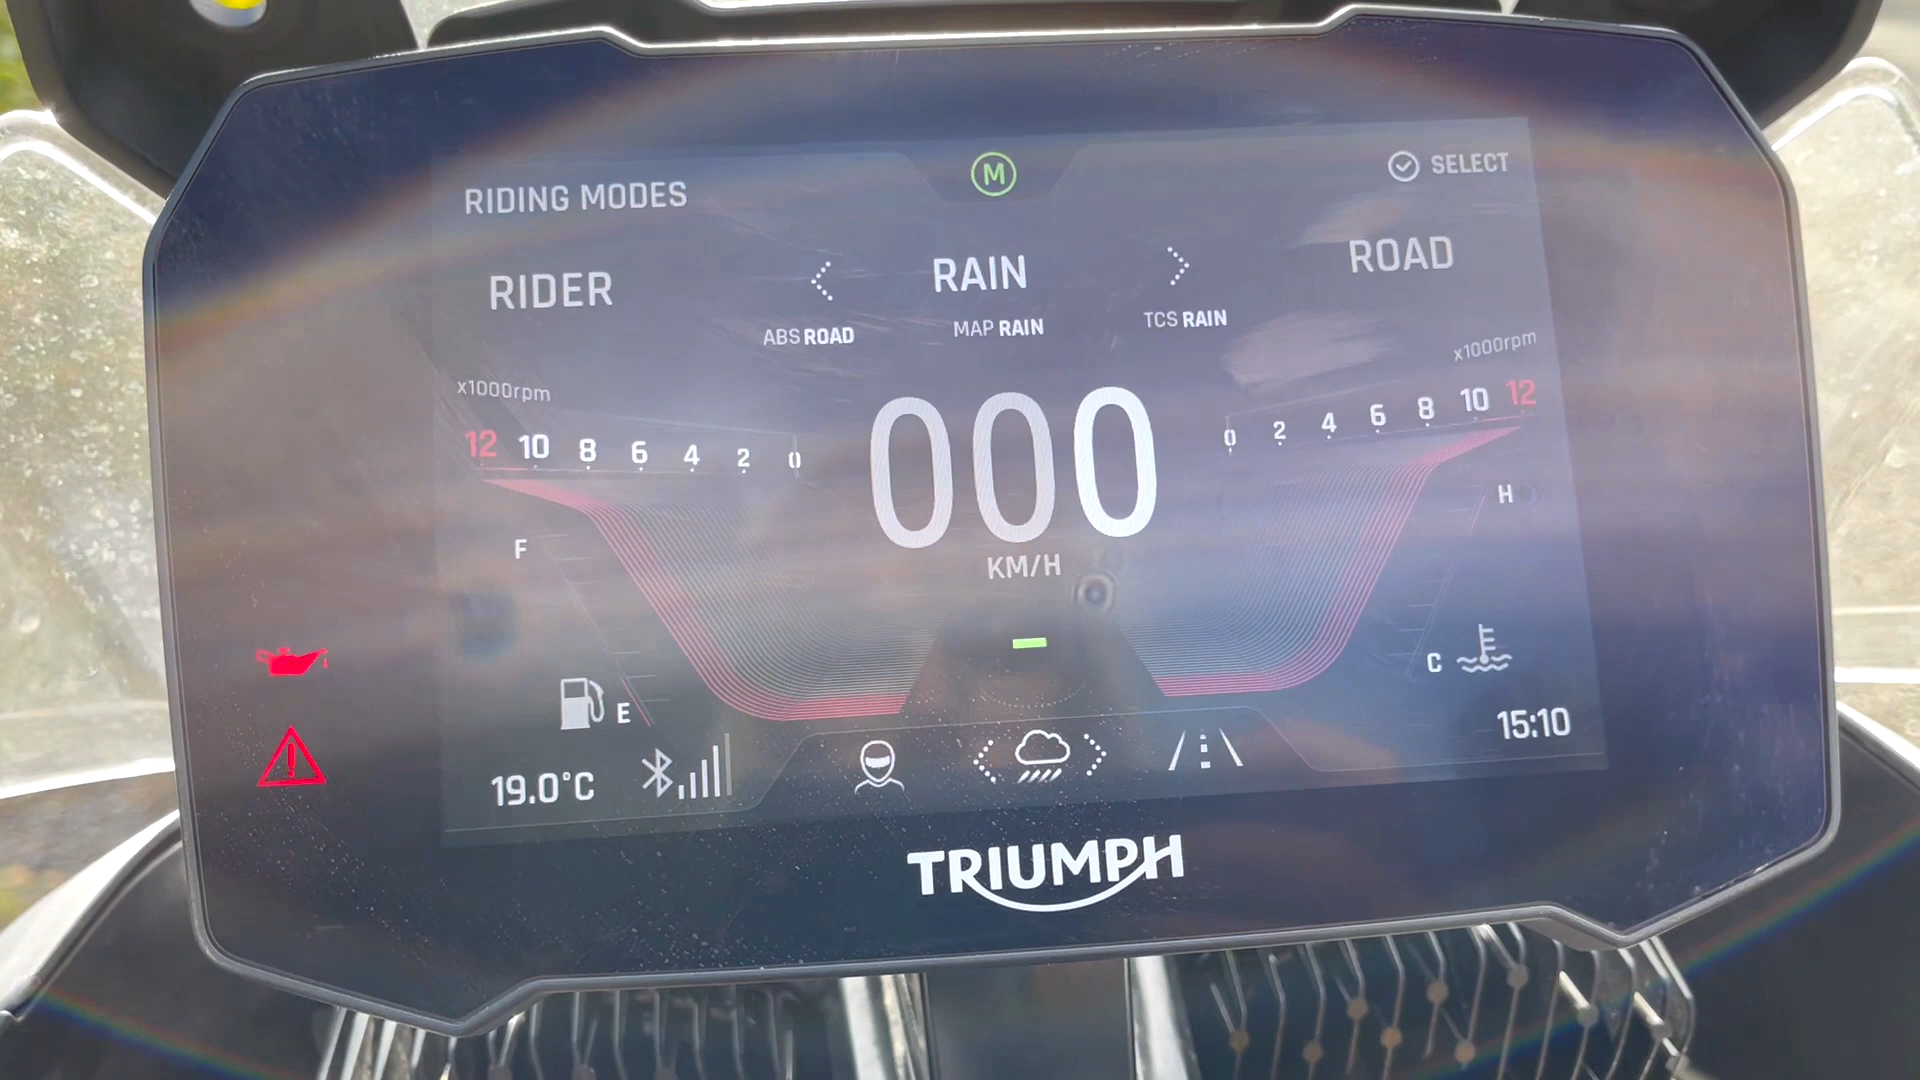 RIDING MODES
M
SELECT
RIDER
RAIN
ROAD
ABS ROAD
MAP RAIN
TCS RAIN
x1000rpm
x1000rpm
12 10 8 6 4 2 0
000
0 2 4 6 8 10 12
KM/H
F
H
E
C
19.0°C
15:10
TRIUMPH